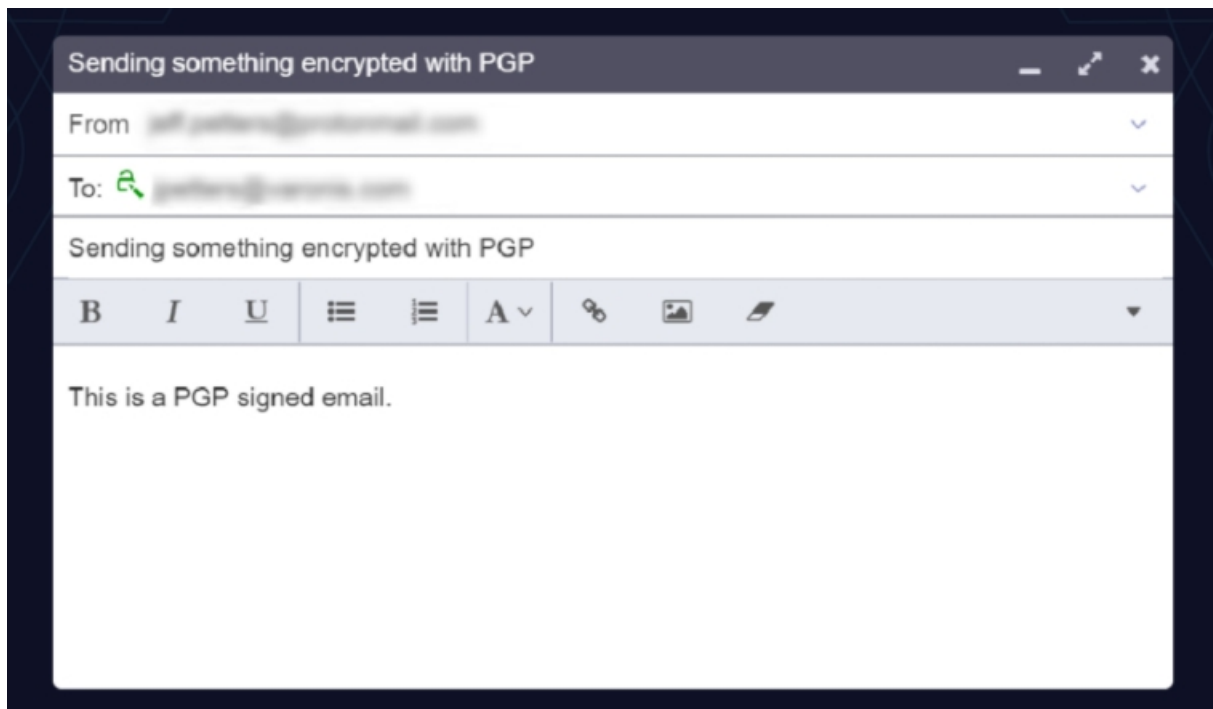 Sending something encrypted with PGP
From
To:
Sending something encrypted with PGP
B I U A
This is a PGP signed email.